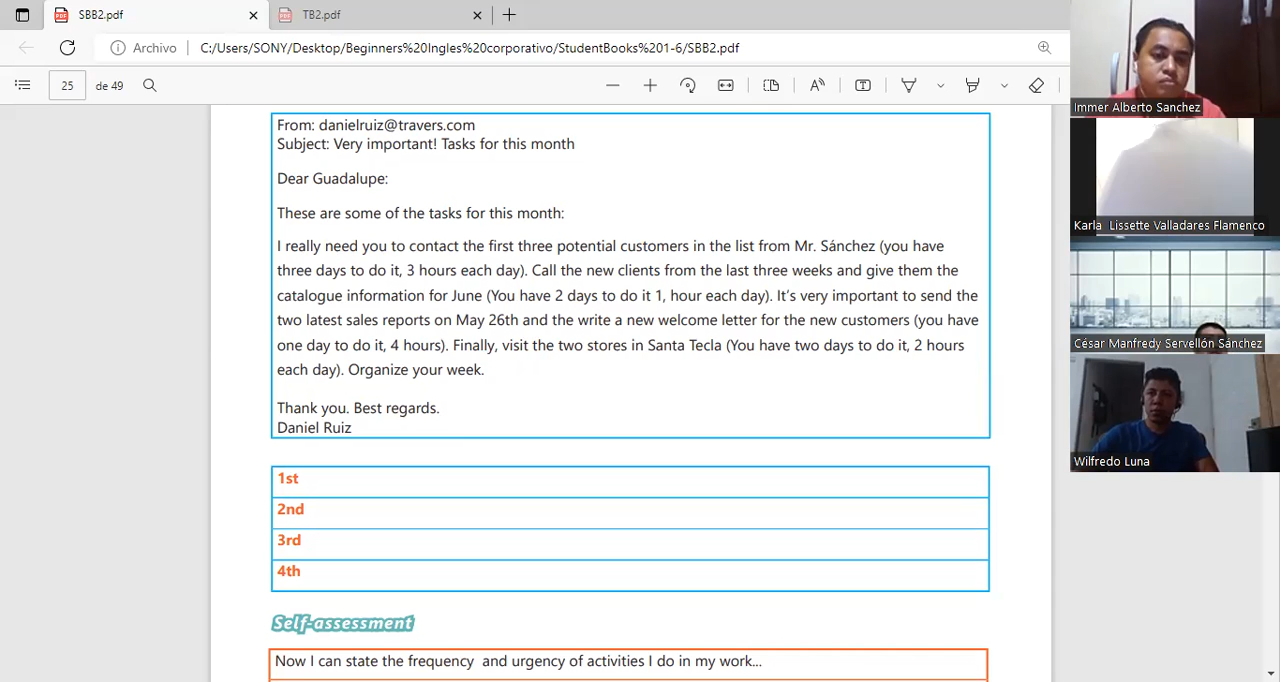 SBB2.pdf
TB2.pdf
Archivo
C:/Users/SONY/Desktop/Beginners%20Ingles%20corporativo/StudentBooks%201-6/SBB2.pdf
25
de 49
From: danielruiz@travers.com
Subject: Very important! Tasks for this month
Dear Guadalupe:
These are some of the tasks for this month:
I really need you to contact the first three potential customers in the list from Mr. Sánchez (you have
three days to do it, 3 hours each day). Call the new clients from the last three weeks and give them the
catalogue information for June (You have 2 days to do it 1, hour each day). It's very important to send the
two latest sales reports on May 26th and the write a new welcome letter for the new customers (you have
one day to do it, 4 hours). Finally, visit the two stores in Santa Tecla (You have two days to do it, 2 hours
each day). Organize your week.
Thank you. Best regards.
Daniel Ruiz
1st
2nd
3rd
4th
Self-assessment
Now I can state the frequency and urgency of activities I do in my work...
Immer Alberto Sanchez
Karla Lissette Valladares Flamenco
César Manfredy Servellón Sánchez
Wilfredo Luna